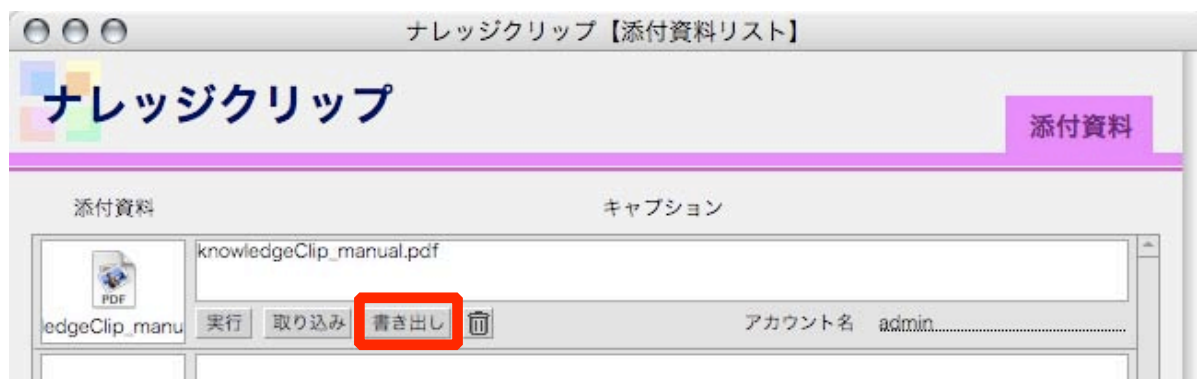 ナレッジクリップ【添付資料リスト】
ナレッジクリップ
添付資料
添付資料 キャプション
knowledgeClip_manual.pdf
PDF
ledgeClip_manu 実行 取り込み 書き出し アカウント名 admin